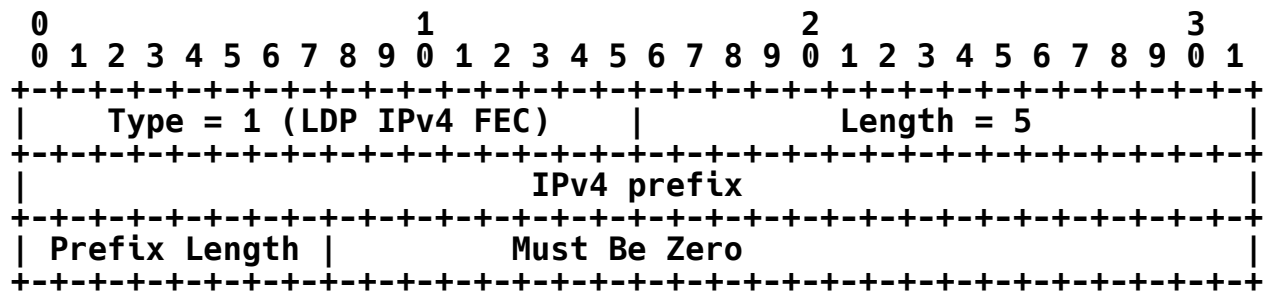 0                   1                   2                   3
 0 1 2 3 4 5 6 7 8 9 0 1 2 3 4 5 6 7 8 9 0 1 2 3 4 5 6 7 8 9 0 1
+-+-+-+-+-+-+-+-+-+-+-+-+-+-+-+-+-+-+-+-+-+-+-+-+-+-+-+-+-+-+-+-+
|    Type = 1 (LDP IPv4 FEC)    |          Length = 5           |
+-+-+-+-+-+-+-+-+-+-+-+-+-+-+-+-+-+-+-+-+-+-+-+-+-+-+-+-+-+-+-+-+
|                          IPv4 prefix                          |
+-+-+-+-+-+-+-+-+-+-+-+-+-+-+-+-+-+-+-+-+-+-+-+-+-+-+-+-+-+-+-+-+
| Prefix Length |         Must Be Zero                          |
+-+-+-+-+-+-+-+-+-+-+-+-+-+-+-+-+-+-+-+-+-+-+-+-+-+-+-+-+-+-+-+-+